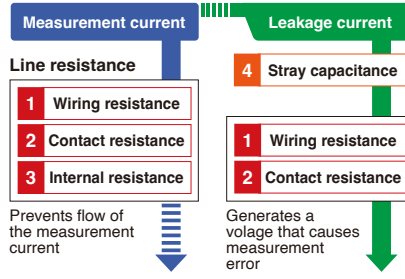 Measurement current
Line resistance
1 Wiring resistance
2 Contact resistance
3 Internal resistance
Prevents flow of
the measurement
current
Leakage current
4 Stray capacitance
1 Wiring resistance
2 Contact resistance
Generates a
volage that causes
measurement
error